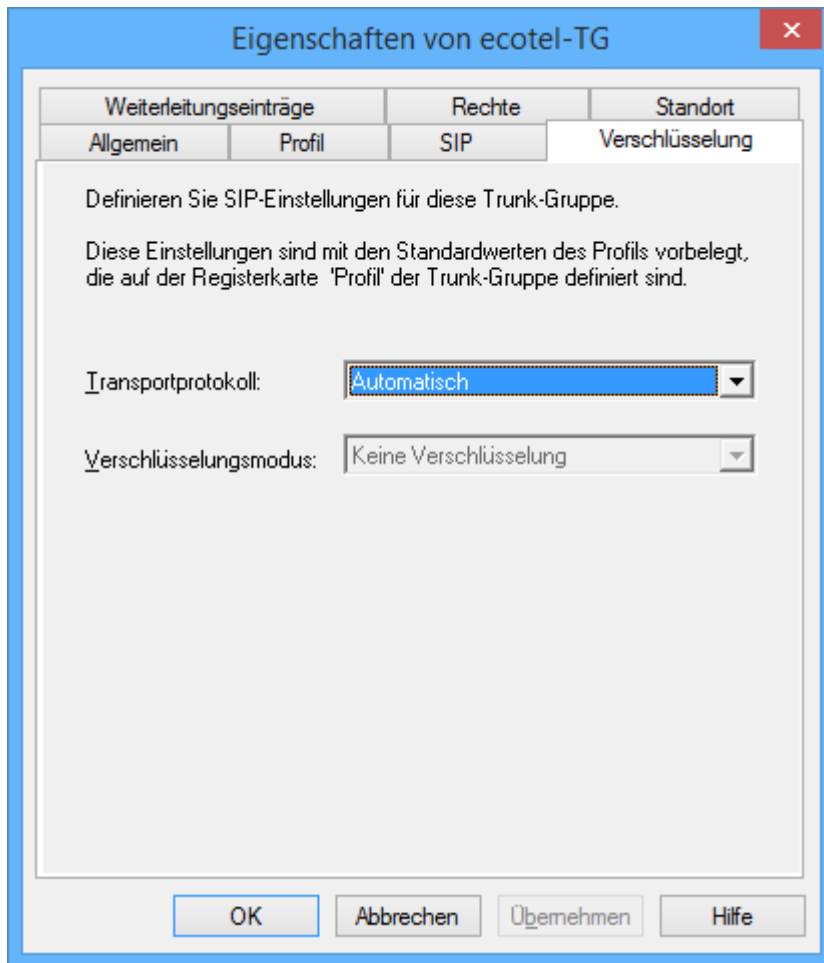 Eigenschaften von ecotel-TG
Weiterleitungseinträge Rechte Standort
Allgemein Profil SIP Verschlüsselung
Definieren Sie SIP-Einstellungen für diese Trunk-Gruppe.
Diese Einstellungen sind mit den Standardwerten des Profils vorbelegt,
die auf der Registerkarte 'Profil' der Trunk-Gruppe definiert sind.
Transportprotokoll: Automatisch
Verschlüsselungsmodus: Keine Verschlüsselung
OK Abbrechen Übernehmen Hilfe